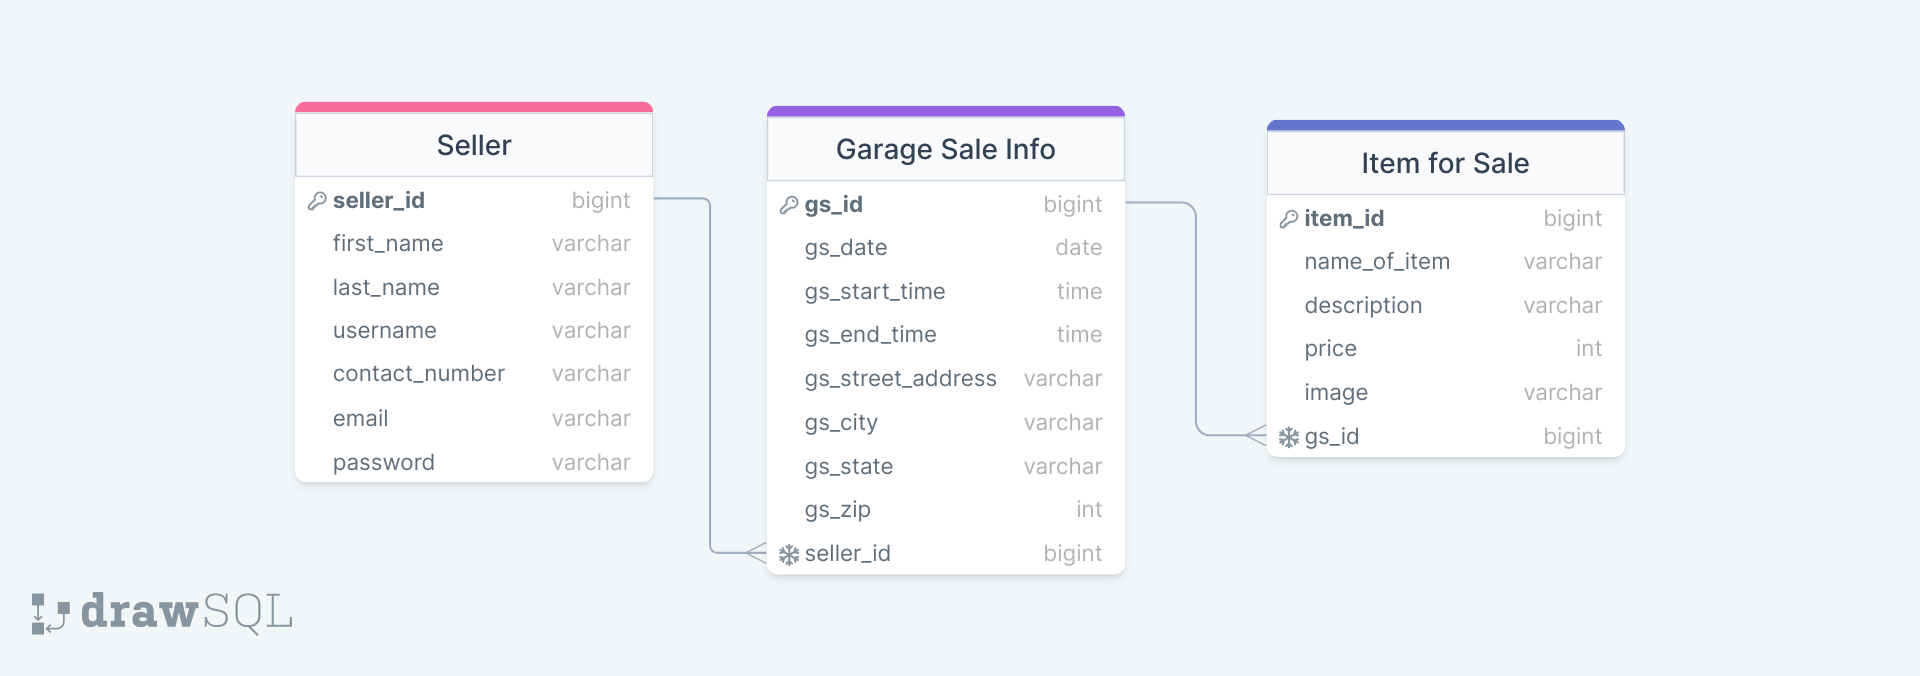 Seller
seller_id bigint
first_name varchar
last_name varchar
username varchar
contact_number varchar
email varchar
password varchar
Garage Sale Info
gs_id bigint
gs_date date
gs_start_time time
gs_end_time time
gs_street_address varchar
gs_city varchar
gs_state varchar
gs_zip int
seller_id bigint
Item for Sale
item_id bigint
name_of_item varchar
description varchar
price int
image varchar
gs_id bigint
drawSQL